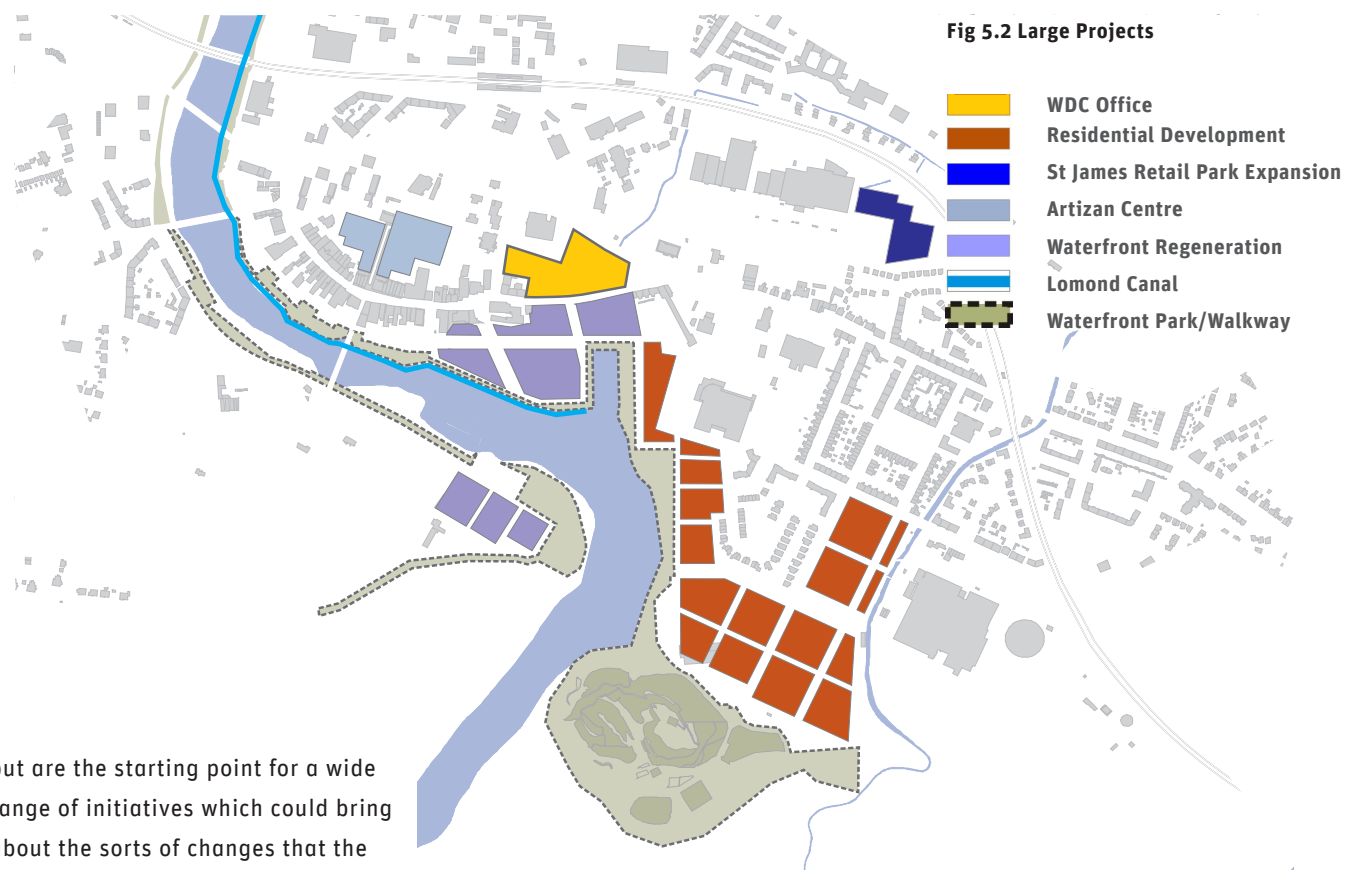 Fig 5.2 Large Projects
WDC Office
Residential Development
St James Retail Park Expansion
Artizan Centre
Waterfront Regeneration
Lomond Canal
Waterfront Park/Walkway
but are the starting point for a wide
ange of initiatives which could bring
bout the sorts of changes that the